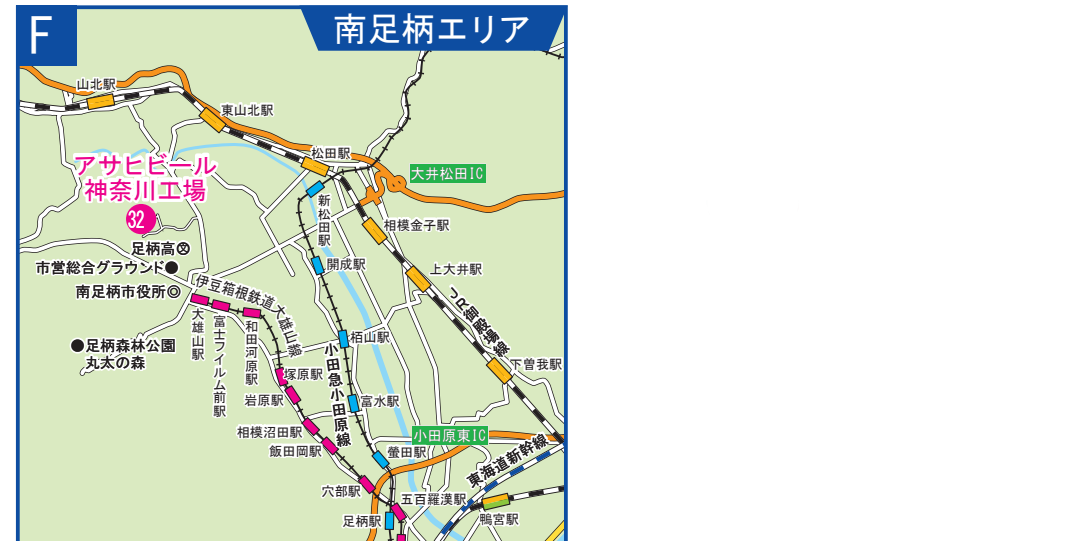 F
南足柄エリア
山北駅
東山北駅
松田駅
大井松田IC
アサヒビール
神奈川工場
32
新松田駅
相模金子駅
足柄高
市営総合グラウンド
開成駅
上大井駅
南足柄市役所
伊豆箱根鉄道大雄山線
JR御殿場線
大雄山駅
富士フイルム前駅
和田河原駅
栢山駅
小田急小田原線
足柄森林公園
丸太の森
下曽我駅
塚原駅
岩原駅
富水駅
相模沼田駅
小田原東IC
飯田岡駅
螢田駅
東海道新幹線
穴部駅
五百羅漢駅
足柄駅
鴨宮駅